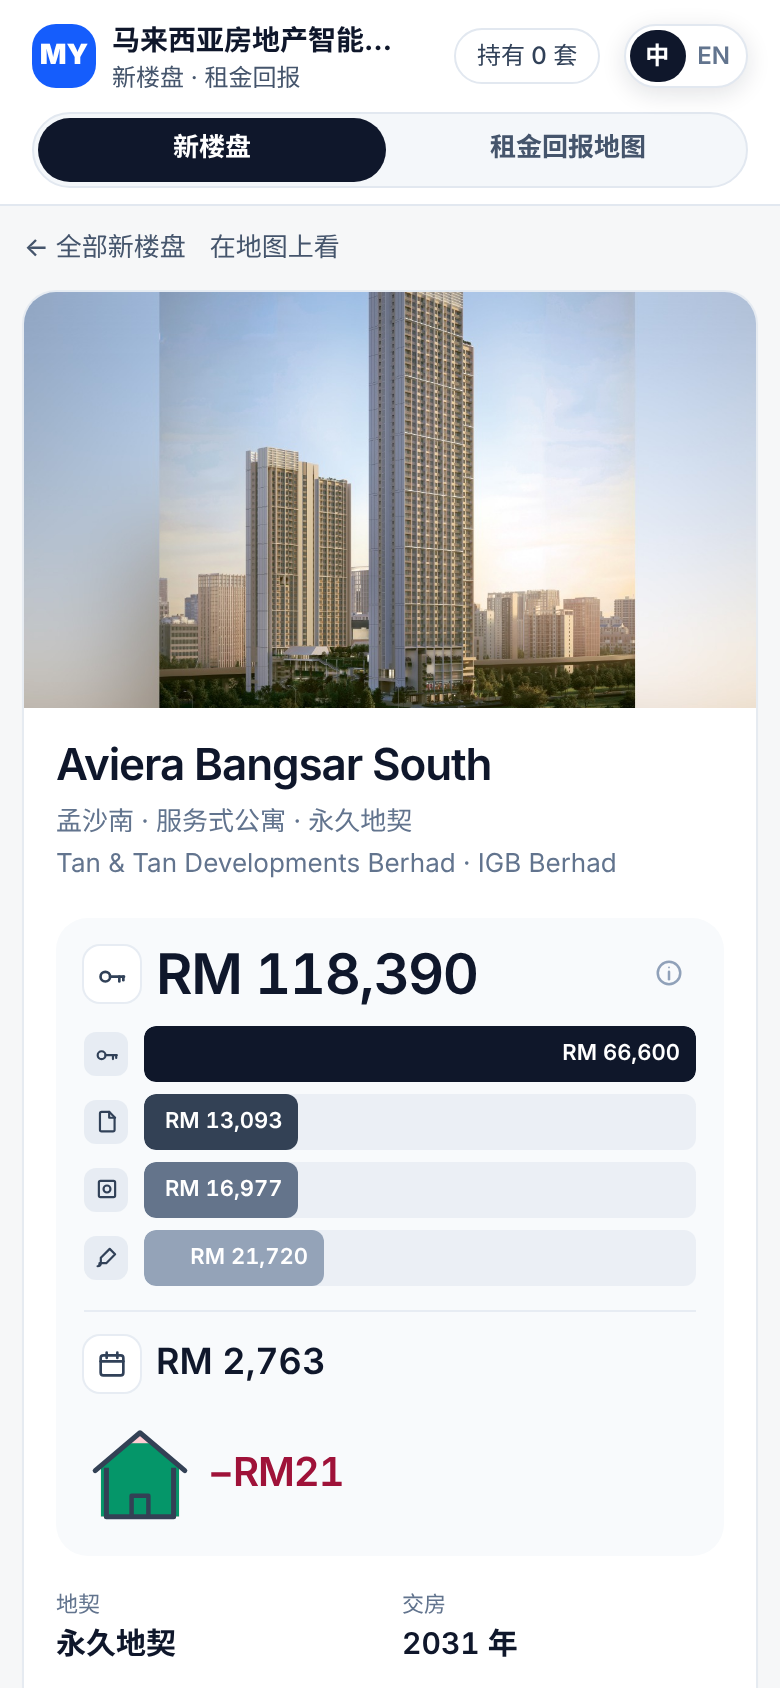 MY
马来西亚房地产智能...
新楼盘 · 租金回报
持有 0 套
中 EN
新楼盘
租金回报地图
← 全部新楼盘 在地图上看
Aviera Bangsar South
孟沙南 · 服务式公寓 · 永久地契
Tan & Tan Developments Berhad · IGB Berhad
RM 118,390
RM 66,600
RM 13,093
RM 16,977
RM 21,720
RM 2,763
−RM21
地契
永久地契
交房
2031 年